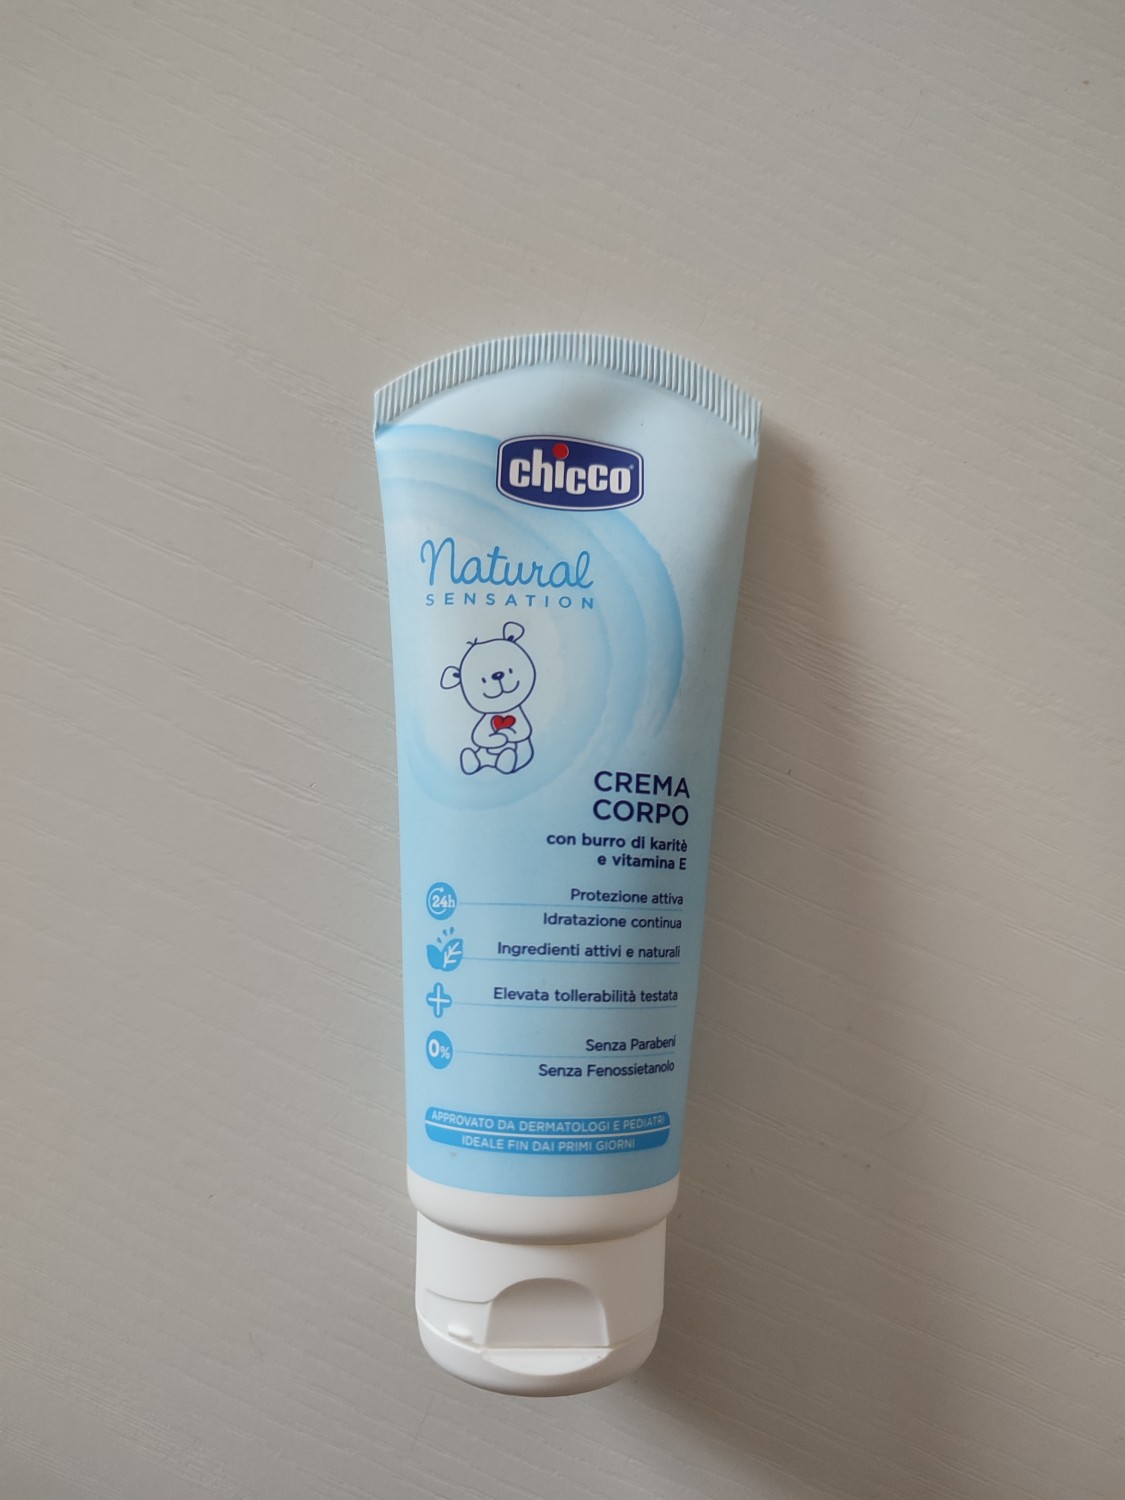 chicco
Natural
SENSATION
CREMA
CORPO
con burro di karitè
e vitamina E
24h
Protezione attiva
Idratazione continua
Ingredienti attivi e naturali
Elevata tollerabilità testata
0%
Senza Parabeni
Senza Fenossietanolo
APPROVATO DA DERMATOLOGI E PEDIATRI
IDEALE FIN DAI PRIMI GIORNI